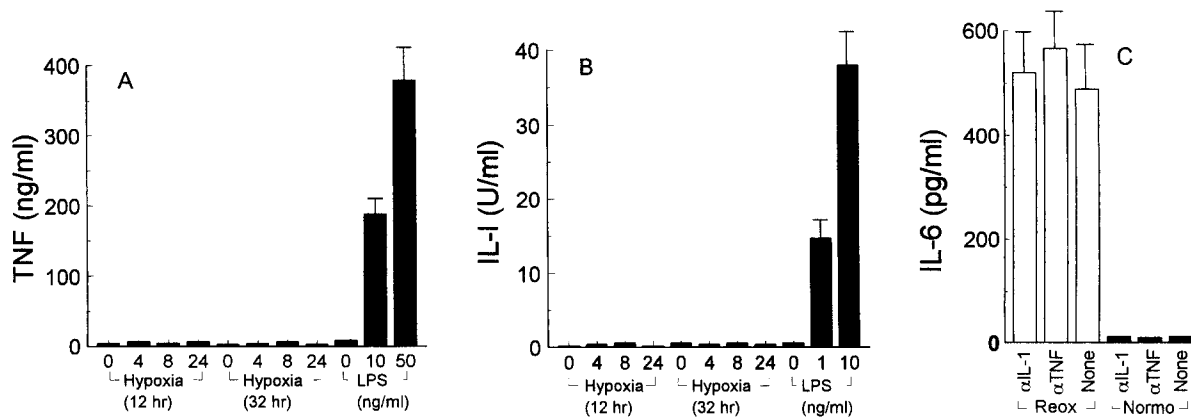 A
TNF (ng/ml)
400
300
200
100
0
0 4 8 24 0 4 8 24 0 10 50
Hypoxia Hypoxia LPS
(12 hr) (32 hr) (ng/ml)
B
IL-I (U/ml)
40
30
20
10
0
0 4 8 24 0 4 8 24 0 1 10
Hypoxia Hypoxia LPS
(12 hr) (32 hr) (ng/ml)
C
IL-6 (pg/ml)
600
400
200
0
αIL-1 αTNF None αIL-1 αTNF None
Reox Normo